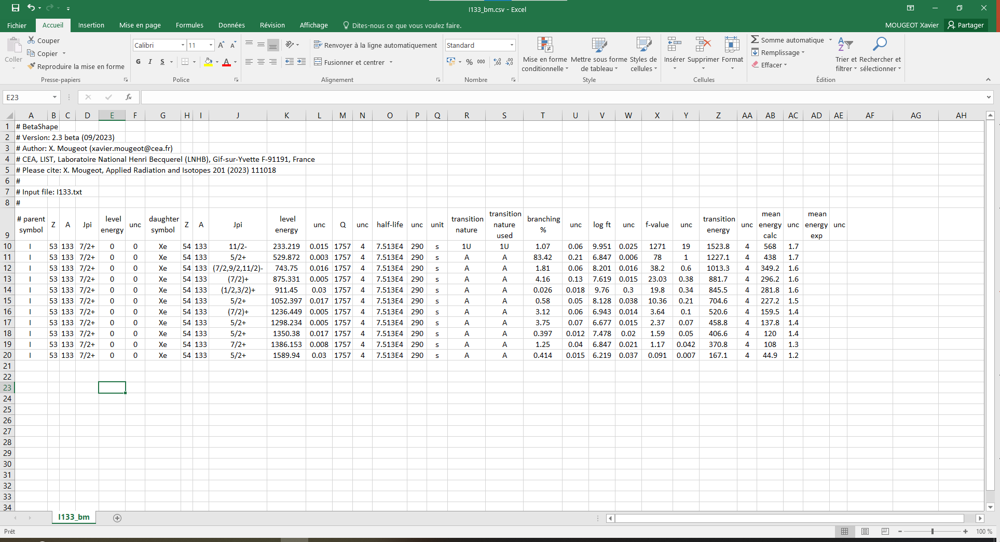 I133_bm.csv - Excel
Fichier Accueil Insertion Mise en page Formules Données Révision Affichage Dites-nous ce que vous voulez faire. MOUGEOT Xavier Partager
Coller
Couper
Copier
Reproduire la mise en forme
Presse-papiers
Calibri 11
G I S
Police
Renvoyer à la ligne automatiquement
Fusionner et centrer
Alignement
Standard
% 000
Nombre
Mise en forme conditionnelle
Mettre sous forme de tableau
Styles de cellules
Style
Insérer Supprimer Format
Cellules
Somme automatique
Remplissage
Effacer
Trier et filtrer
Rechercher et sélectionner
Édition
E23 fx
A B C D E F G H I J K L M N O P Q R S T U V W X Y Z AA AB AC AD AE AF AG AH
1 # BetaShape
2 # Version: 2.3 beta (09/2023)
3 # Author: X. Mougeot (xavier.mougeot@cea.fr)
4 # CEA, LIST, Laboratoire National Henri Becquerel (LNHB), Gif-sur-Yvette F-91191, France
5 # Please cite: X. Mougeot, Applied Radiation and Isotopes 201 (2023) 111018
6 #
7 # Input file: I133.txt
8 #
9 # parent symbol Z A Jpi level energy unc daughter symbol Z A Jpi level energy unc Q unc half-life unc unit transition nature transition nature used branching % unc log ft unc f-value unc transition energy unc mean energy calc unc mean energy exp unc
10 I 53 133 7/2+ 0 0 Xe 54 133 11/2- 233.219 0.015 1757 4 7.513E4 290 s 1U 1U 1.07 0.06 9.951 0.025 1271 19 1523.8 4 568 1.7
11 I 53 133 7/2+ 0 0 Xe 54 133 5/2+ 529.872 0.003 1757 4 7.513E4 290 s A A 83.42 0.21 6.847 0.006 78 1 1227.1 4 438 1.7
12 I 53 133 7/2+ 0 0 Xe 54 133 (7/2,9/2,11/2)- 743.75 0.016 1757 4 7.513E4 290 s A A 1.81 0.06 8.201 0.016 38.2 0.6 1013.3 4 349.2 1.6
13 I 53 133 7/2+ 0 0 Xe 54 133 (7/2)+ 875.331 0.005 1757 4 7.513E4 290 s A A 4.16 0.13 7.619 0.015 23.03 0.38 881.7 4 296.2 1.6
14 I 53 133 7/2+ 0 0 Xe 54 133 (1/2,3/2)+ 911.45 0.03 1757 4 7.513E4 290 s A A 0.026 0.018 9.76 0.3 19.8 0.34 845.5 4 281.8 1.6
15 I 53 133 7/2+ 0 0 Xe 54 133 5/2+ 1052.397 0.017 1757 4 7.513E4 290 s A A 0.58 0.05 8.128 0.038 10.36 0.21 704.6 4 227.2 1.5
16 I 53 133 7/2+ 0 0 Xe 54 133 (7/2)+ 1236.449 0.005 1757 4 7.513E4 290 s A A 3.12 0.06 6.943 0.014 3.64 0.1 520.6 4 159.5 1.4
17 I 53 133 7/2+ 0 0 Xe 54 133 5/2+ 1298.234 0.005 1757 4 7.513E4 290 s A A 3.75 0.07 6.677 0.015 2.37 0.07 458.8 4 137.8 1.4
18 I 53 133 7/2+ 0 0 Xe 54 133 5/2+ 1350.38 0.017 1757 4 7.513E4 290 s A A 0.397 0.012 7.478 0.02 1.59 0.05 406.6 4 120 1.4
19 I 53 133 7/2+ 0 0 Xe 54 133 7/2+ 1386.153 0.008 1757 4 7.513E4 290 s A A 1.25 0.04 6.847 0.021 1.17 0.042 370.8 4 108 1.3
20 I 53 133 7/2+ 0 0 Xe 54 133 5/2+ 1589.94 0.03 1757 4 7.513E4 290 s A A 0.414 0.015 6.219 0.037 0.091 0.007 167.1 4 44.9 1.2
21
22
23
24
25
26
27
28
29
30
31
32
33
34
I133_bm
Prêt 100 %